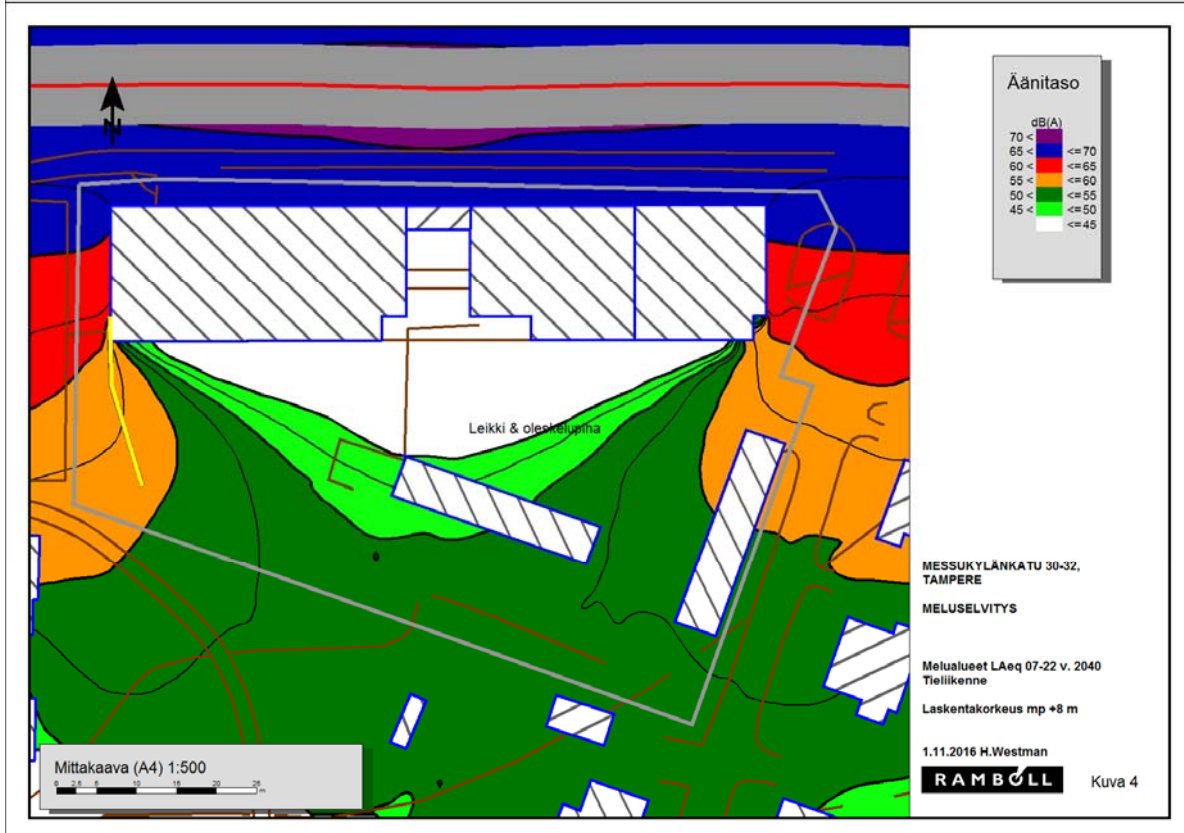 N
Leikki & oleskelupiha
Mittakaava (A4) 1:500
0 2,5 5 10 15 20 25
m
Äänitaso
dB(A)
70 <
65 < <= 70
60 < <= 65
55 < <= 60
50 < <= 55
45 < <= 50
<= 45
MESSUKYLÄNKATU 30-32,
TAMPERE
MELUSELVITYS
Melualueet LAeq 07-22 v. 2040
Tieliikenne
Laskentakorkeus mp +8 m
1.11.2016 H.Westman
RAMBOLL Kuva 4